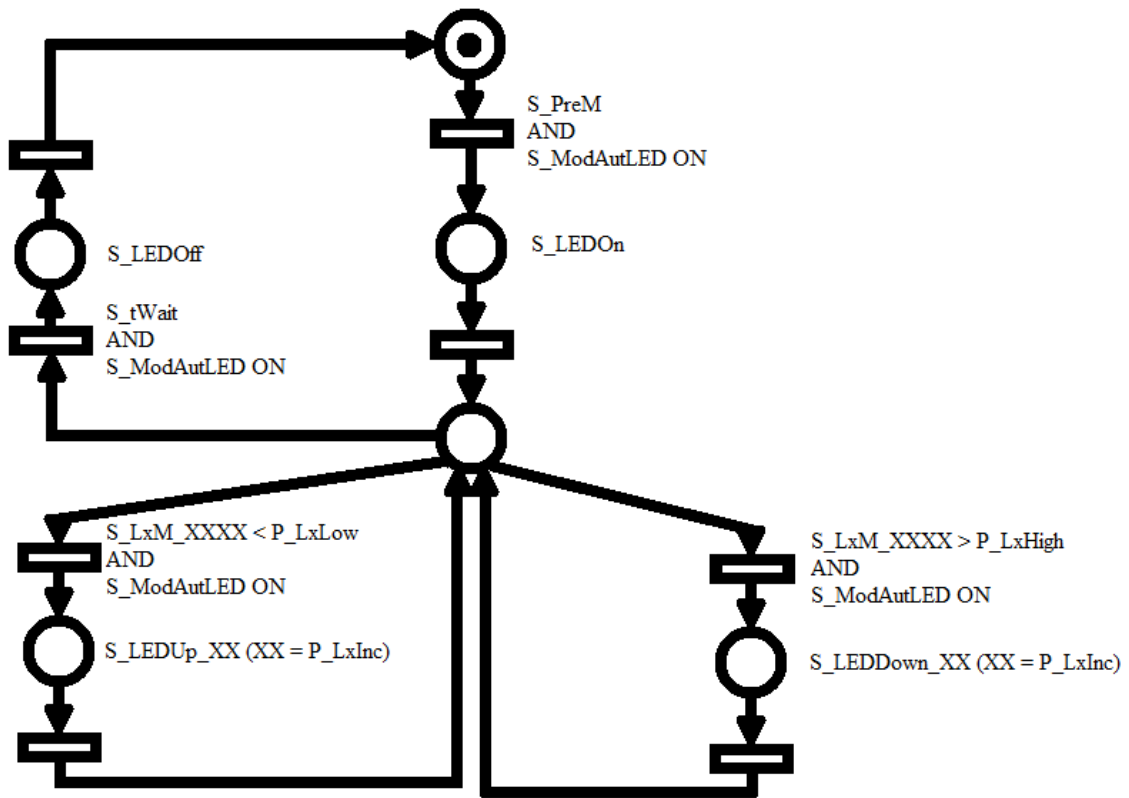 S_PreM
AND
S_ModAutLED ON
S_LEDOn
S_LEDOff
S_tWait
AND
S_ModAutLED ON
S_LxM_XXXX < P_LxLow
AND
S_ModAutLED ON
S_LxM_XXXX > P_LxHigh
AND
S_ModAutLED ON
S_LEDUp_XX (XX = P_LxInc)
S_LEDDown_XX (XX = P_LxInc)